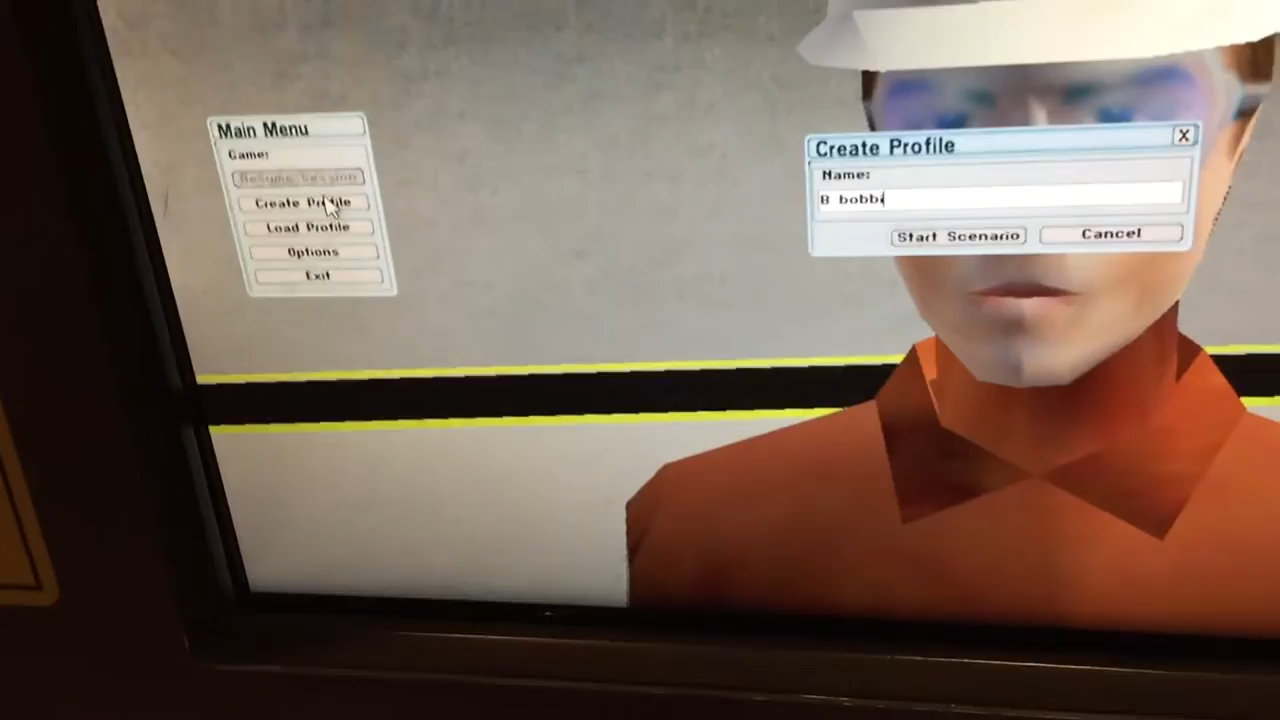 Main Menu
Game:
Resume Session
Create Profile
Load Profile
Options
Exit
Create Profile
X
Name:
B bobbi
Start Scenario
Cancel